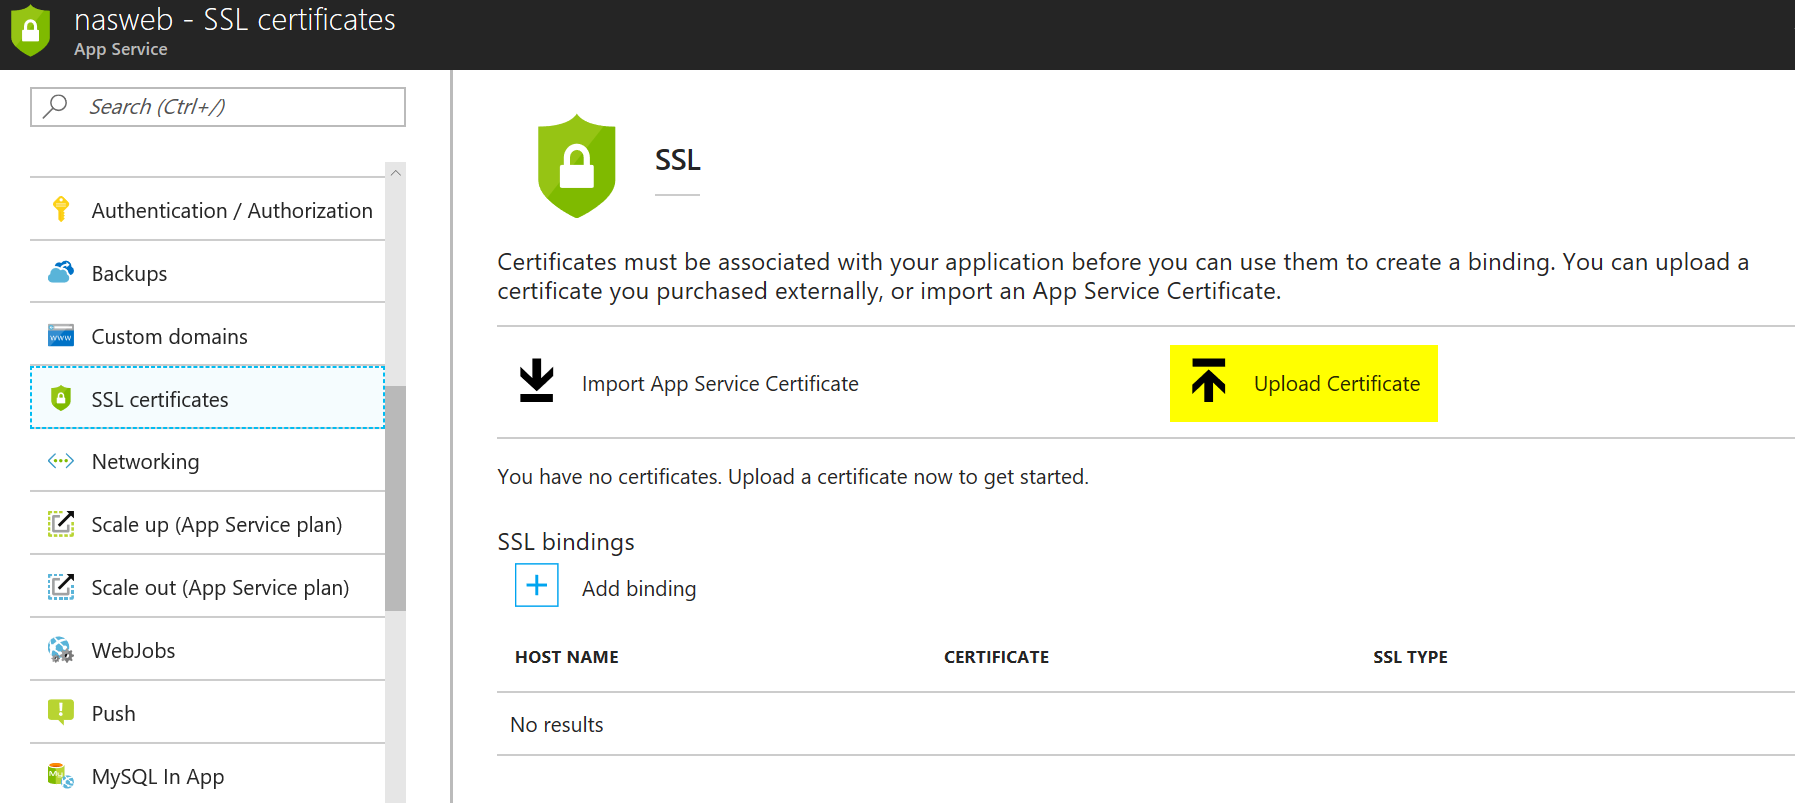 nasweb - SSL certificates
App Service
Search (Ctrl+/)
Authentication / Authorization
Backups
www
Custom domains
SSL certificates
Networking
Scale up (App Service plan)
Scale out (App Service plan)
WebJobs
Push
My
MySQL In App
SSL
Certificates must be associated with your application before you can use them to create a binding. You can upload a
certificate you purchased externally, or import an App Service Certificate.
Import App Service Certificate
Upload Certificate
You have no certificates. Upload a certificate now to get started.
SSL bindings
Add binding
HOST NAME
CERTIFICATE
SSL TYPE
No results